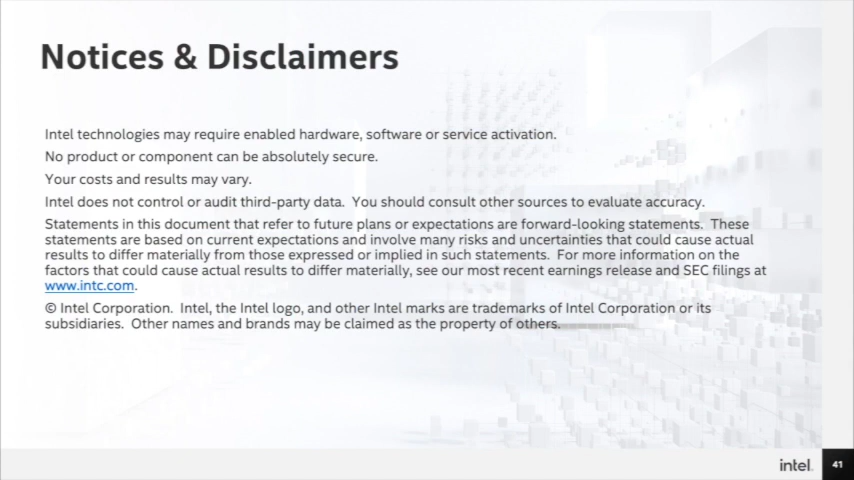 Notices & Disclaimers
Intel technologies may require enabled hardware, software or service activation.
No product or component can be absolutely secure.
Your costs and results may vary.
Intel does not control or audit third-party data.  You should consult other sources to evaluate accuracy.
Statements in this document that refer to future plans or expectations are forward-looking statements.  These
statements are based on current expectations and involve many risks and uncertainties that could cause actual
results to differ materially from those expressed or implied in such statements.  For more information on the
factors that could cause actual results to differ materially, see our most recent earnings release and SEC filings at
www.intc.com.
© Intel Corporation.  Intel, the Intel logo, and other Intel marks are trademarks of Intel Corporation or its
subsidiaries.  Other names and brands may be claimed as the property of others.
intel.
41